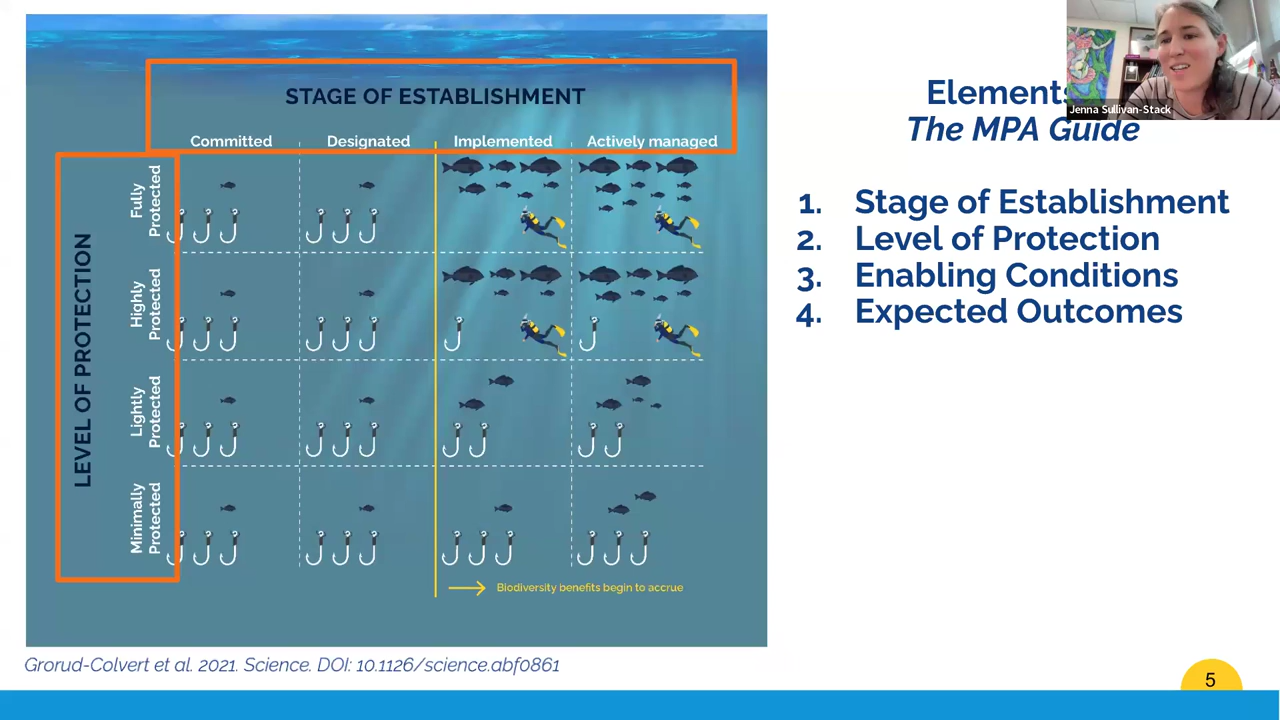 STAGE OF ESTABLISHMENT
Committed Designated Implemented Actively managed
LEVEL OF PROTECTION
Fully
Protected
Highly
Protected
Lightly
Protected
Minimally
Protected
Biodiversity benefits begin to accrue
Grorud-Colvert et al. 2021. Science. DOI: 10.1126/science.abf0861
Elements
The MPA Guide
1. Stage of Establishment
2. Level of Protection
3. Enabling Conditions
4. Expected Outcomes
Jenna Sullivan-Stack
5